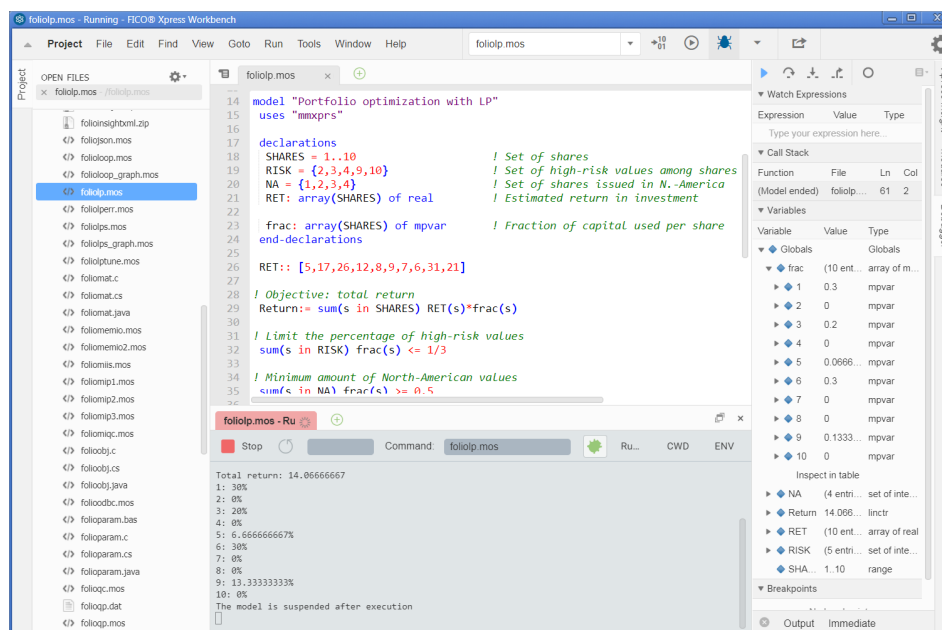 foliolp.mos - Running - FICO® Xpress Workbench
Project File Edit Find View Goto Run Tools Window Help foliolp.mos
Project
OPEN FILES
foliolp.mos - /foliolp.mos
folioinsightxml.zip
foliojson.mos
folioloop.mos
folioloop_graph.mos
foliolp.mos
foliolperr.mos
foliolps.mos
foliolps_graph.mos
foliolptune.mos
foliomat.c
foliomat.cs
foliomat.java
foliomemio.mos
foliomemio2.mos
foliomiis.mos
foliomip1.mos
foliomip2.mos
foliomip3.mos
foliomiqc.mos
folioobj.c
folioobj.cs
folioobj.java
folioodbc.mos
folioparam.bas
folioparam.c
folioparam.cs
folioparam.java
folioqc.mos
folioqp.dat
folioqp.mos
foliolp.mos
14 model "Portfolio optimization with LP"
15 uses "mmxprs"
16
17 declarations
18 SHARES = 1..10 ! Set of shares
19 RISK = {2,3,4,9,10} ! Set of high-risk values among shares
20 NA = {1,2,3,4} ! Set of shares issued in N.-America
21 RET: array(SHARES) of real ! Estimated return in investment
22
23 frac: array(SHARES) of mpvar ! Fraction of capital used per share
24 end-declarations
25
26 RET:: [5,17,26,12,8,9,7,6,31,21]
27
28 ! Objective: total return
29 Return:= sum(s in SHARES) RET(s)*frac(s)
30
31 ! Limit the percentage of high-risk values
32 sum(s in RISK) frac(s) <= 1/3
33
34 ! Minimum amount of North-American values
35 sum(s in NA) frac(s) >= 0.5
foliolp.mos - Ru
Stop Command: foliolp.mos Ru... CWD ENV
Total return: 14.06666667
1: 30%
2: 0%
3: 20%
4: 0%
5: 6.666666667%
6: 30%
7: 0%
8: 0%
9: 13.33333333%
10: 0%
The model is suspended after execution
Watch Expressions
Expression Value Type
Type your expression here...
Call Stack
Function File Ln Col
(Model ended) foliolp.... 61 2
Variables
Variable Value Type
Globals Globals
frac (10 ent... array of m...
1 0.3 mpvar
2 0 mpvar
3 0.2 mpvar
4 0 mpvar
5 0.0666... mpvar
6 0.3 mpvar
7 0 mpvar
8 0 mpvar
9 0.1333... mpvar
10 0 mpvar
Inspect in table
NA (4 entri... set of inte...
Return 14.066... linctr
RET (10 ent... array of real
RISK (5 entri... set of inte...
SHA... 1..10 range
Breakpoints
Output Immediate